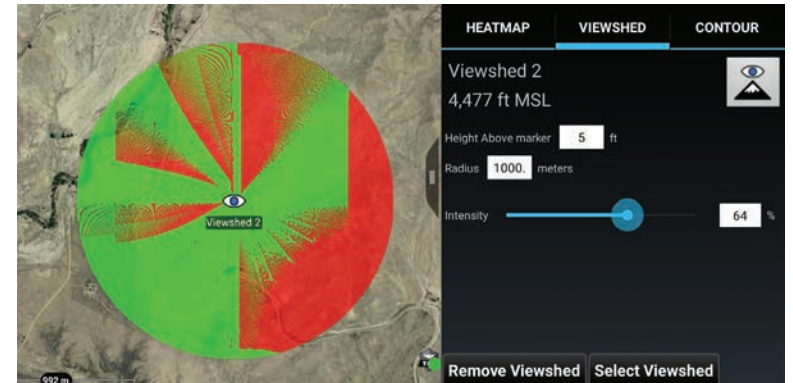 HEATMAP VIEWSHED CONTOUR
Viewshed 2
4,477 ft MSL
Height Above marker 5 ft
Radius 1000. meters
Intensity 64 %
Viewshed 2
992 m
Remove Viewshed Select Viewshed